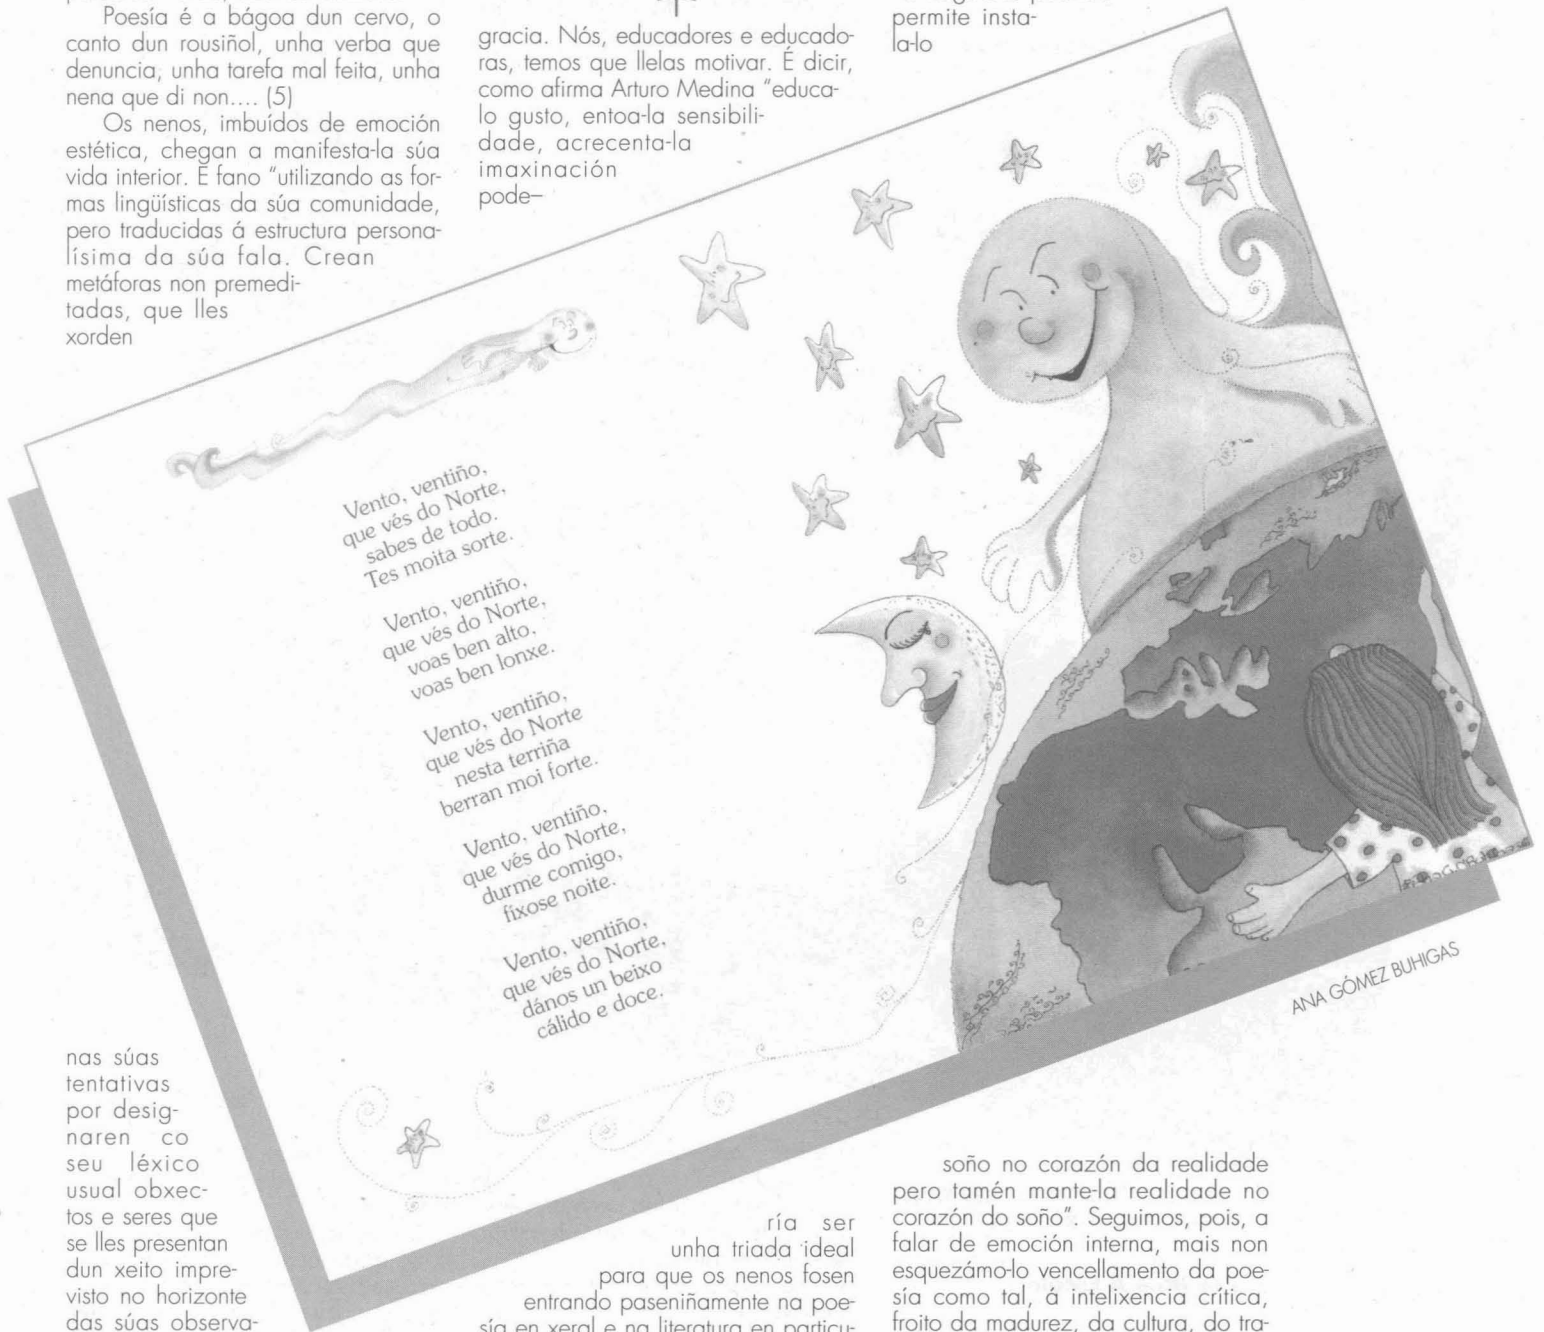 Poesía é a bágoa dun cervo, o
canto dun rousiñol, unha verba que
denuncia, unha tarefa mal feita, unha
nena que di non.... (5)
Os nenos, imbuídos de emoción
estética, chegan a manifesta-la súa
vida interior. E fano "utilizando as for-
mas lingüísticas da súa comunidade,
pero traducidas á estructura persona-
lísima da súa fala. Crean
metáforas non premedi-
tadas, que lles
xorden
nas súas
tentativas
por desig-
naren co
seu léxico
usual obxec-
tos e seres que
se lles presentan
dun xeito impre-
visto no horizonte
das súas observa-
gracia. Nós, educadores e educado-
ras, temos que llelas motivar. É dicir,
como afirma Arturo Medina "educa-
lo gusto, entoa-la sensibili-
dade, acrecenta-la
imaxinación
pode–
ría ser
unha triada ideal
para que os nenos fosen
entrando paseniñamente na poe-
sía en xeral e na literatura en particu-
permite insta-
la-lo
soño no corazón da realidade
pero tamén mante-la realidade no
corazón do soño". Seguimos, pois, a
falar de emoción interna, mais non
esquezámo-lo vencellamento da poe-
sía como tal, á intelixencia crítica,
froito da madurez, da cultura, do tra-
Vento, ventiño,
que vés do Norte,
sabes de todo.
Tes moita sorte.
Vento, ventiño,
que vés do Norte,
voas ben alto,
voas ben lonxe.
Vento, ventiño,
que vés do Norte
nesta terriña
berran moi forte.
Vento, ventiño,
que vés do Norte,
durme comigo,
fíxose noite.
Vento, ventiño,
que vés do Norte,
dános un beixo
cálido e doce.
ANA GÓMEZ BUHIGAS